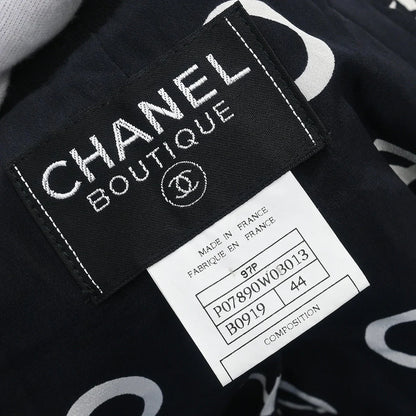 CHANEL
BOUTIQUE
MADE IN FRANCE
FABRIQUE EN FRANCE
97P
P07890W03013
B0919 44
COMPOSITION